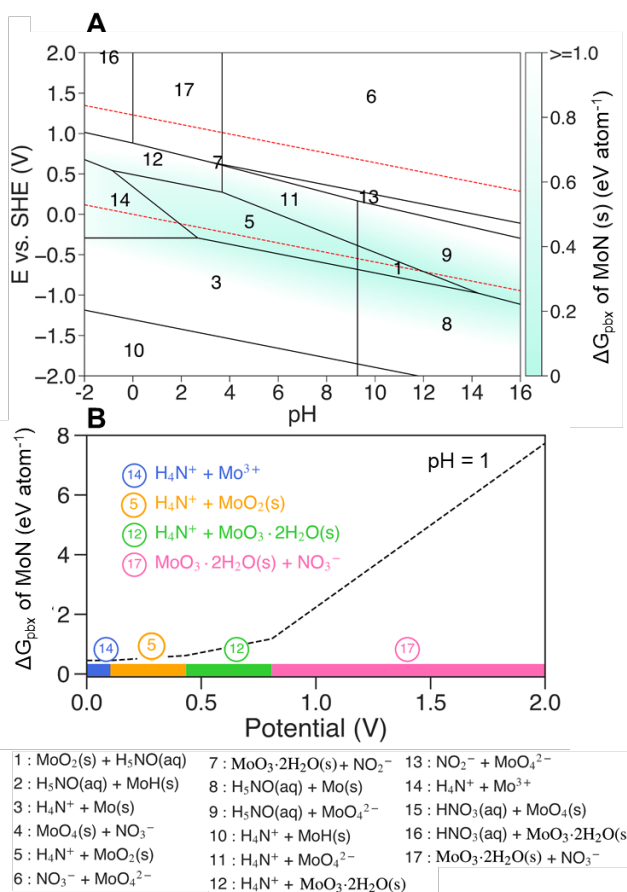 A
2.0
1.5
1.0
0.5
0.0
-0.5
-1.0
-1.5
-2.0
E vs. SHE (V)
16
17
6
12
7
14
11
13
5
9
1
3
8
10
-2 0 2 4 6 8 10 12 14 16
pH
>=1.0
0.8
0.6
0.4
0.2
0
ΔG_pbx of MoN (s) (eV atom⁻¹)
B
8
6
4
2
0
ΔG_pbx of MoN (eV atom⁻¹)
pH = 1
14 H₄N⁺ + Mo³⁺
5 H₄N⁺ + MoO₂(s)
12 H₄N⁺ + MoO₃·2H₂O(s)
17 MoO₃·2H₂O(s) + NO₃⁻
14 5 12 17
0.0 0.5 1.0 1.5 2.0
Potential (V)
1 : MoO₂(s) + H₅NO(aq)
2 : H₅NO(aq) + MoH(s)
3 : H₄N⁺ + Mo(s)
4 : MoO₄(s) + NO₃⁻
5 : H₄N⁺ + MoO₂(s)
6 : NO₃⁻ + MoO₄²⁻
7 : MoO₃·2H₂O(s) + NO₂⁻
8 : H₅NO(aq) + Mo(s)
9 : H₅NO(aq) + MoO₄²⁻
10 : H₄N⁺ + MoH(s)
11 : H₄N⁺ + MoO₄²⁻
12 : H₄N⁺ + MoO₃·2H₂O(s)
13 : NO₂⁻ + MoO₄²⁻
14 : H₄N⁺ + Mo³⁺
15 : HNO₃(aq) + MoO₄(s)
16 : HNO₃(aq) + MoO₃·2H₂O(s
17 : MoO₃·2H₂O(s) + NO₃⁻